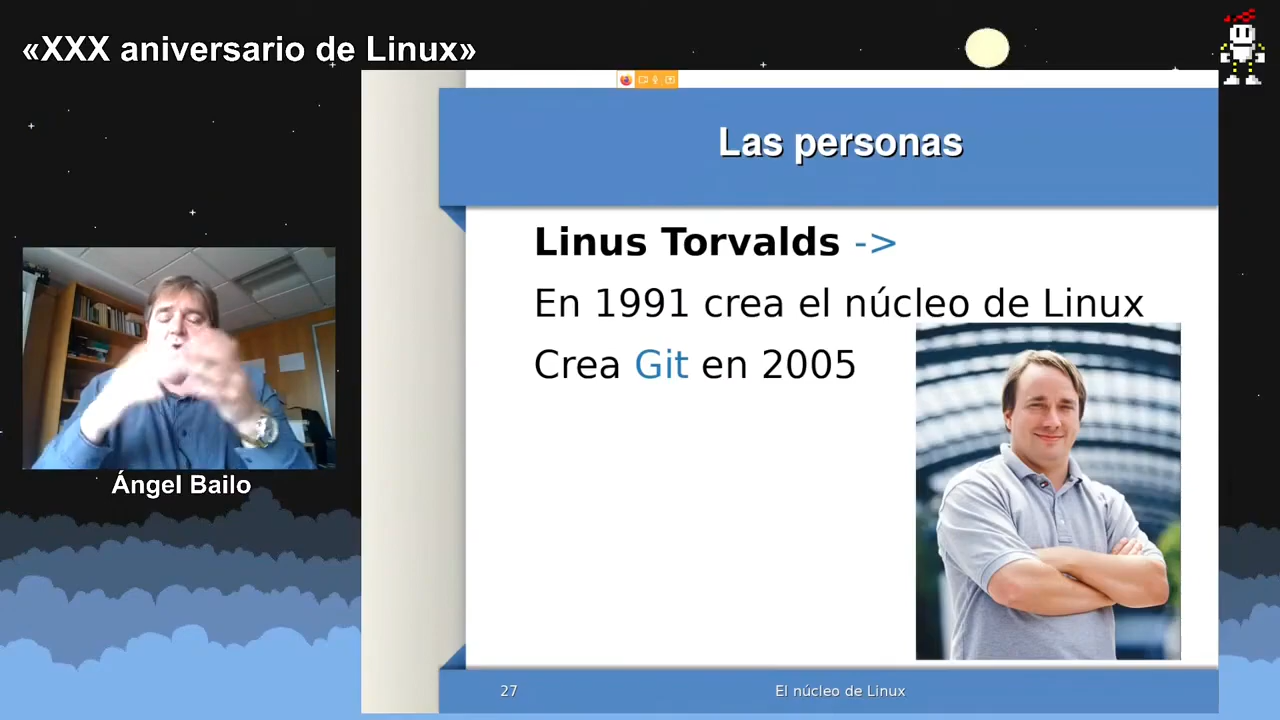 «XXX aniversario de Linux»
Las personas
Linus Torvalds ->
En 1991 crea el núcleo de Linux
Crea Git en 2005
Ángel Bailo
27
El núcleo de Linux